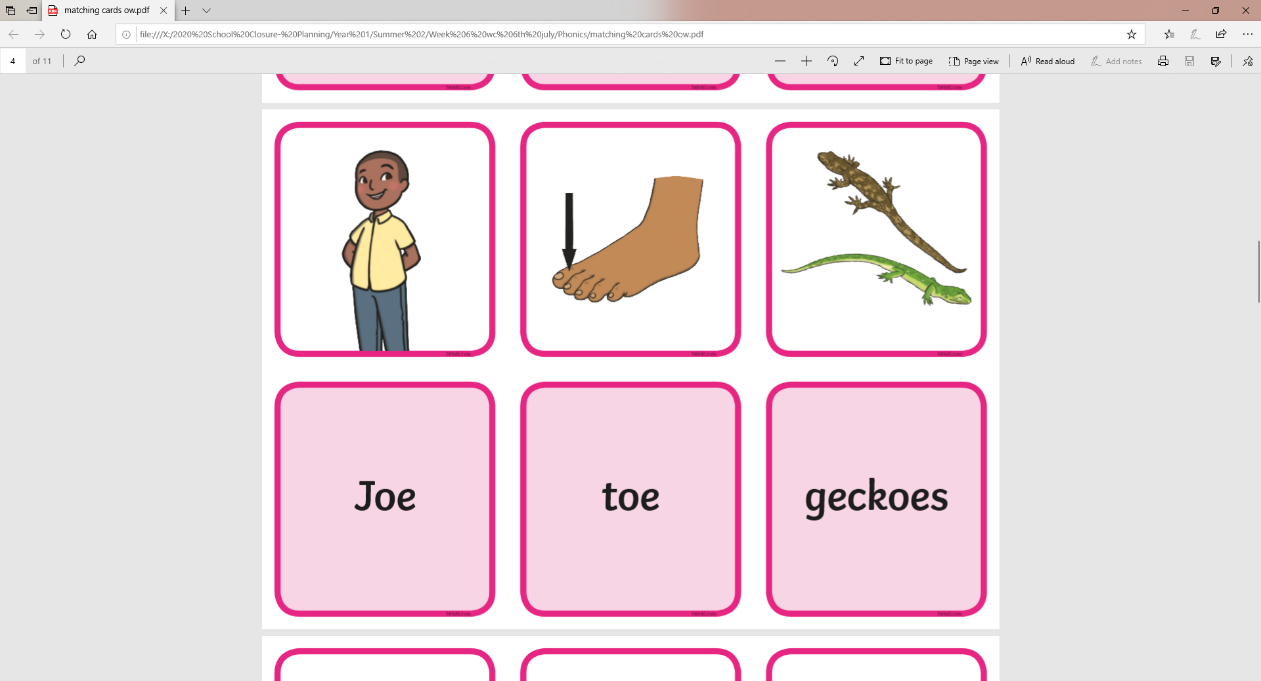 matching cards ow.pdf
file:///X:/2020%20School%20Closure-%20Planning/Year%201/Summer%202/Week%206%20wc%206th%20july/Phonics/matching%20cards%20ow.pdf
4 of 11 Fit to page Page view Read aloud Add notes
Joe toe geckoes